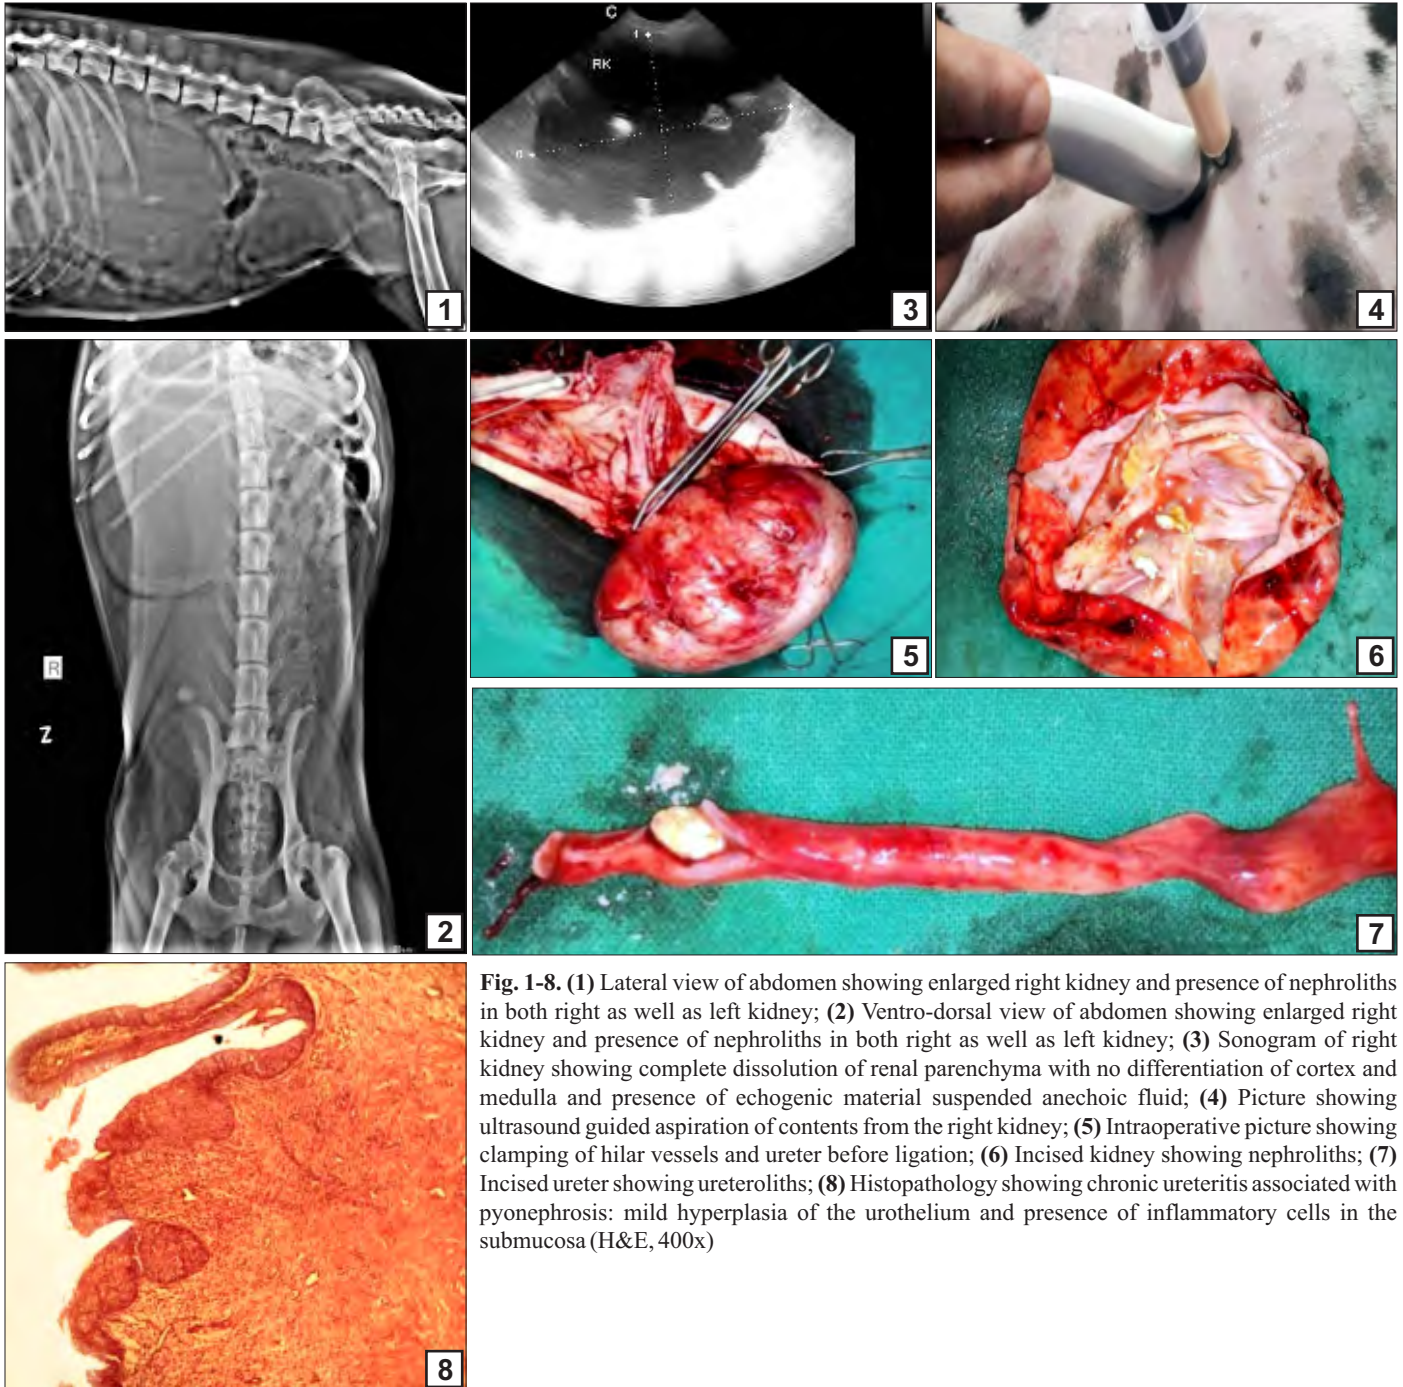 1
C
1
RK
6
3
4
R
Z
2
5
6
7
8
Fig. 1-8. (1) Lateral view of abdomen showing enlarged right kidney and presence of nephroliths
in both right as well as left kidney; (2) Ventro-dorsal view of abdomen showing enlarged right
kidney and presence of nephroliths in both right as well as left kidney; (3) Sonogram of right
kidney showing complete dissolution of renal parenchyma with no differentiation of cortex and
medulla and presence of echogenic material suspended anechoic fluid; (4) Picture showing
ultrasound guided aspiration of contents from the right kidney; (5) Intraoperative picture showing
clamping of hilar vessels and ureter before ligation; (6) Incised kidney showing nephroliths; (7)
Incised ureter showing ureteroliths; (8) Histopathology showing chronic ureteritis associated with
pyonephrosis: mild hyperplasia of the urothelium and presence of inflammatory cells in the
submucosa (H&E, 400x)